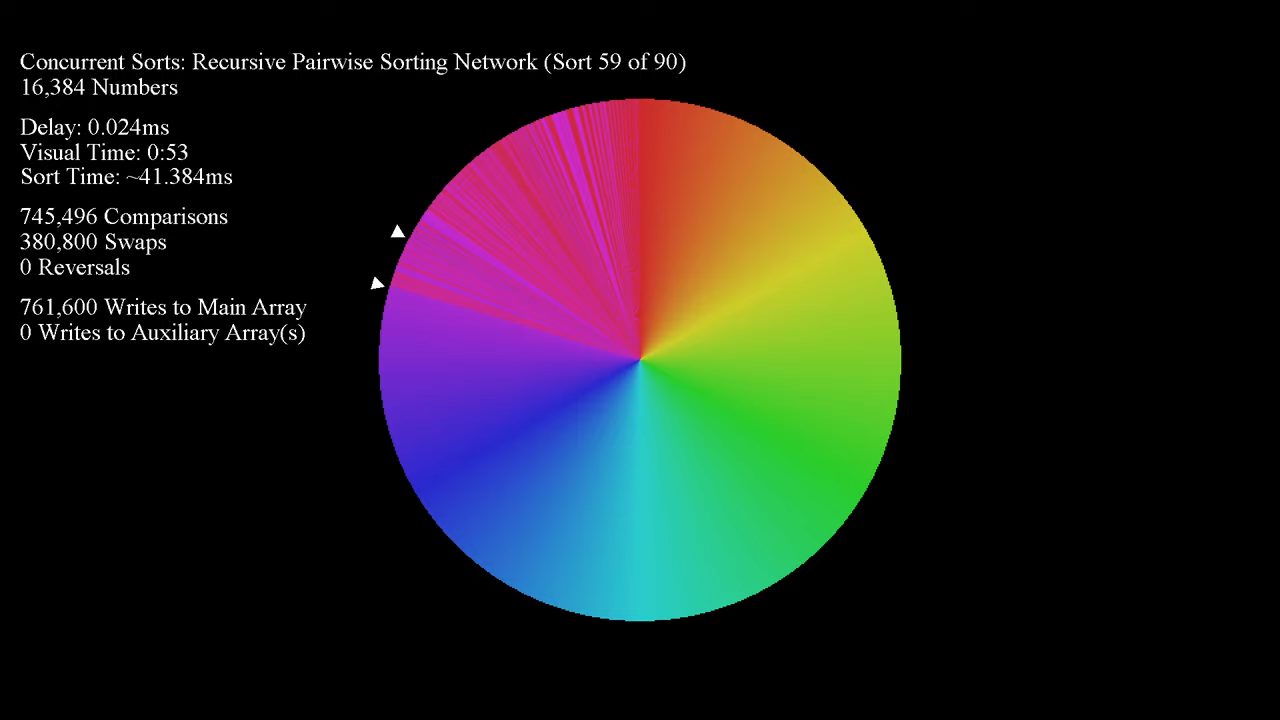 Concurrent Sorts: Recursive Pairwise Sorting Network (Sort 59 of 90)
16,384 Numbers
Delay: 0.024ms
Visual Time: 0:53
Sort Time: ~41.384ms
745,496 Comparisons
380,800 Swaps
0 Reversals
761,600 Writes to Main Array
0 Writes to Auxiliary Array(s)